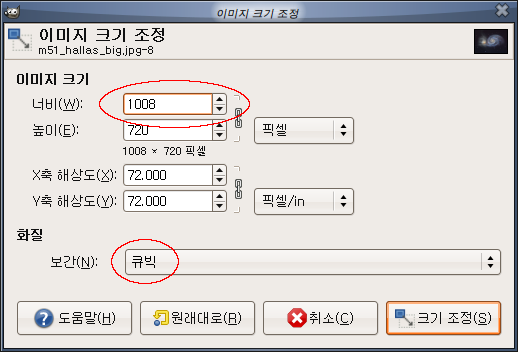 이미지 크기 조정
이미지 크기 조정
m51_hallas_big.jpg-8
이미지 크기
너비(W): 1008
높이(E): 720 픽셀
1008 × 720 픽셀
X축 해상도(X): 72.000
Y축 해상도(Y): 72.000 픽셀/in
화질
보간(N): 큐빅
도움말(H) 원래대로(R) 취소(C) 크기 조정(S)